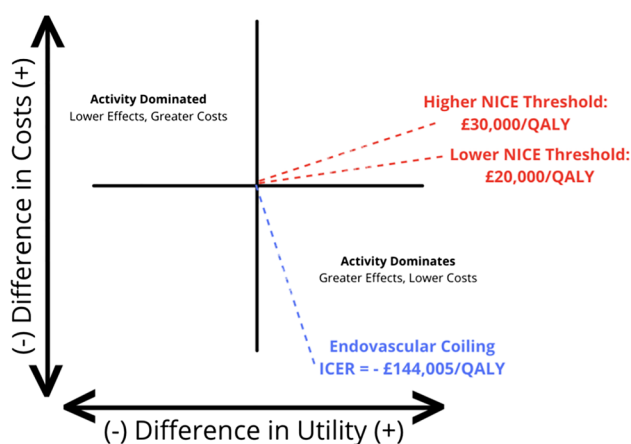 (-) Difference in Costs (+)
Activity Dominated
Lower Effects, Greater Costs
Higher NICE Threshold:
£30,000/QALY
Lower NICE Threshold:
£20,000/QALY
Activity Dominates
Greater Effects, Lower Costs
Endovascular Coiling
ICER = - £144,005/QALY
(-) Difference in Utility (+)